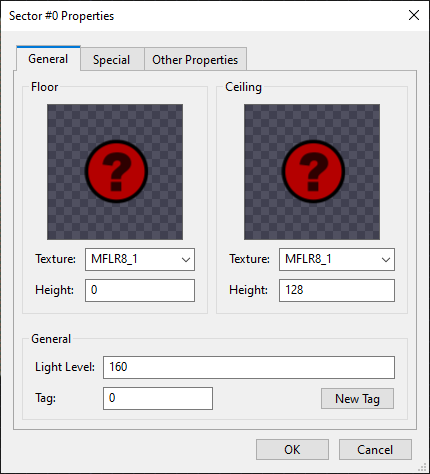 Sector #0 Properties
General Special Other Properties
Floor Ceiling
? ?
Texture: MFLR8_1 Texture: MFLR8_1
Height: 0 Height: 128
General
Light Level: 160
Tag: 0 New Tag
OK Cancel